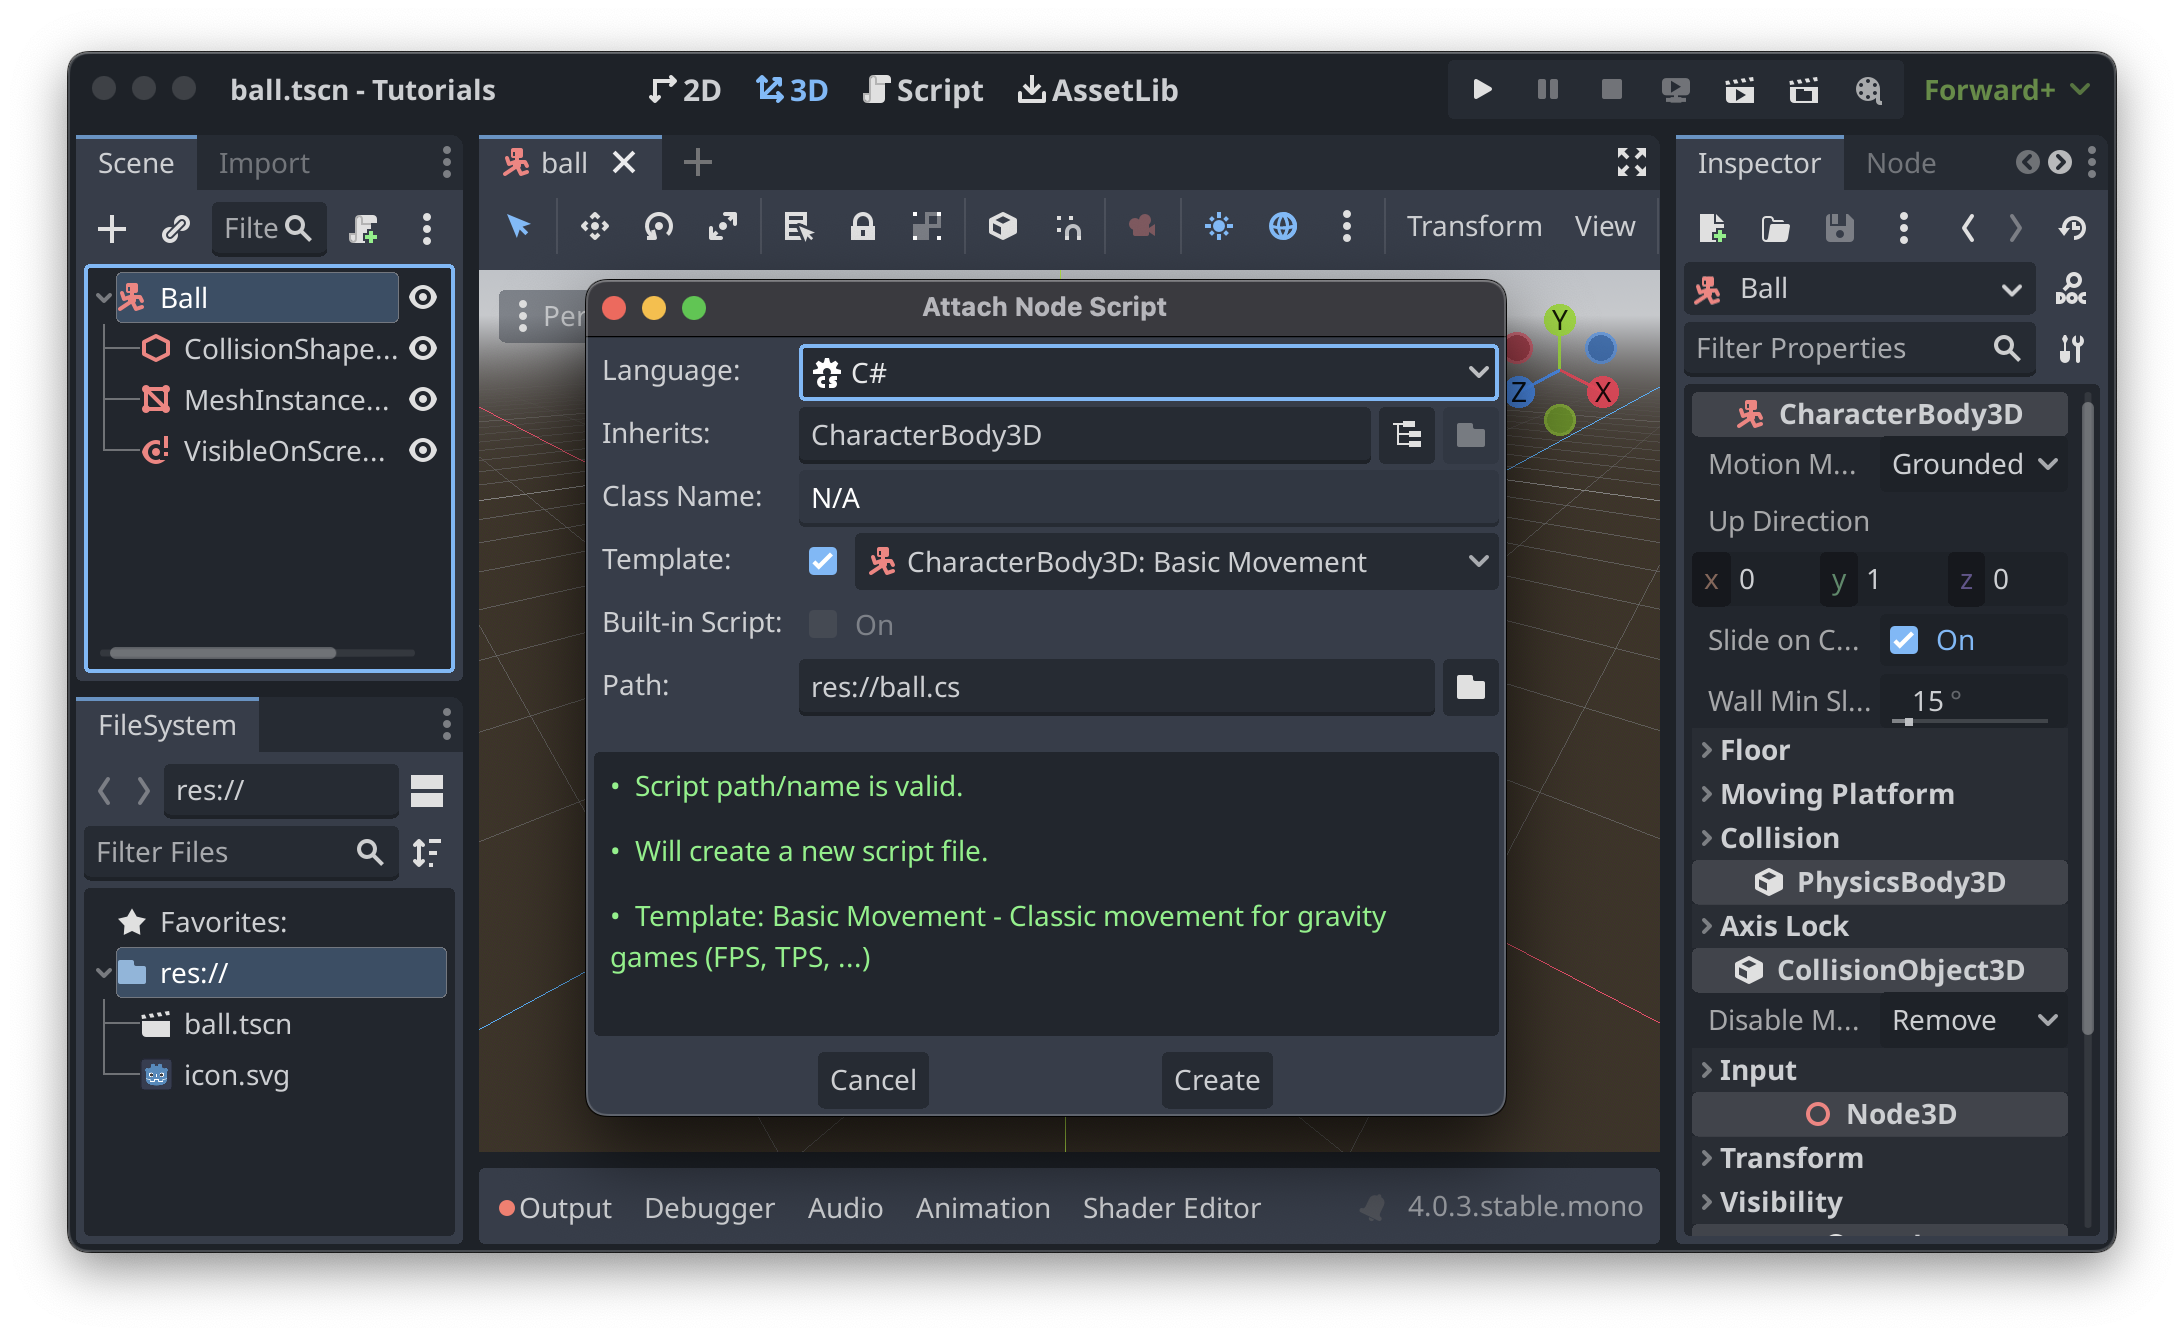 ball.tscn - Tutorials
2D
3D
Script
AssetLib
Forward+
Scene
Import
Filte
Ball
CollisionShape...
MeshInstance...
VisibleOnScre...
FileSystem
res://
Filter Files
Favorites:
res://
ball.tscn
icon.svg
ball
Transform
View
Per
Y
Z
X
Attach Node Script
Language:
C#
Inherits:
CharacterBody3D
Class Name:
N/A
Template:
CharacterBody3D: Basic Movement
Built-in Script:
On
Path:
res://ball.cs
• Script path/name is valid.
• Will create a new script file.
• Template: Basic Movement - Classic movement for gravity
games (FPS, TPS, ...)
Cancel
Create
Output
Debugger
Audio
Animation
Shader Editor
4.0.3.stable.mono
Inspector
Node
Ball
DOC
Filter Properties
CharacterBody3D
Motion M...
Grounded
Up Direction
x 0
y 1
z 0
Slide on C...
On
Wall Min Sl...
15 °
Floor
Moving Platform
Collision
PhysicsBody3D
Axis Lock
CollisionObject3D
Disable M...
Remove
Input
Node3D
Transform
Visibility